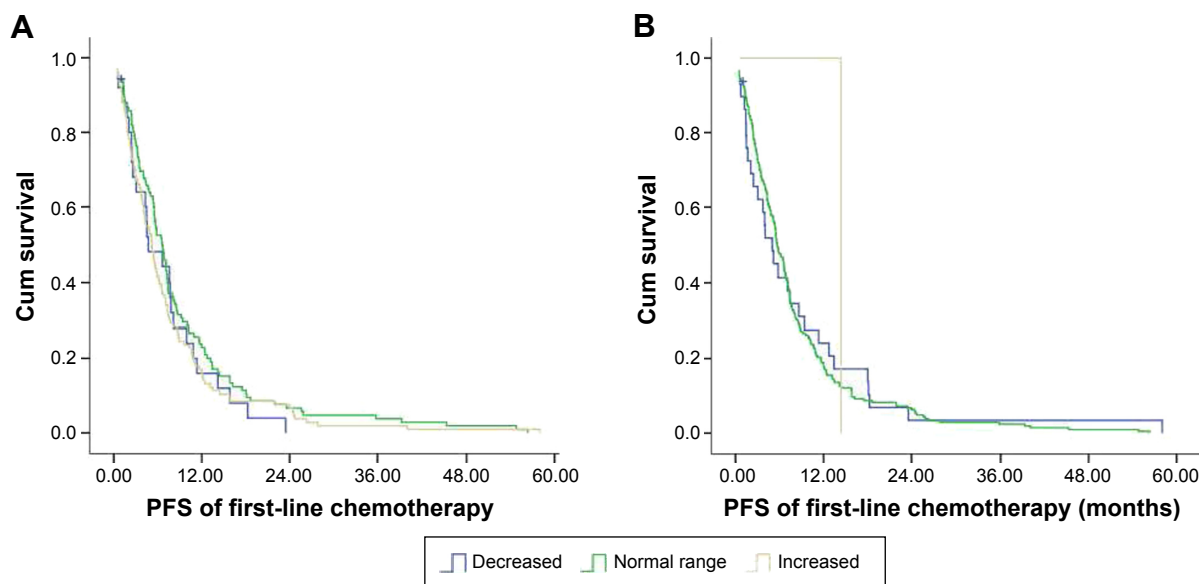 A
Cum survival
1.0
0.8
0.6
0.4
0.2
0.0
0.00 12.00 24.00 36.00 48.00 60.00
PFS of first-line chemotherapy
B
Cum survival
1.0
0.8
0.6
0.4
0.2
0.0
0.00 12.00 24.00 36.00 48.00 60.00
PFS of first-line chemotherapy (months)
Decreased Normal range Increased